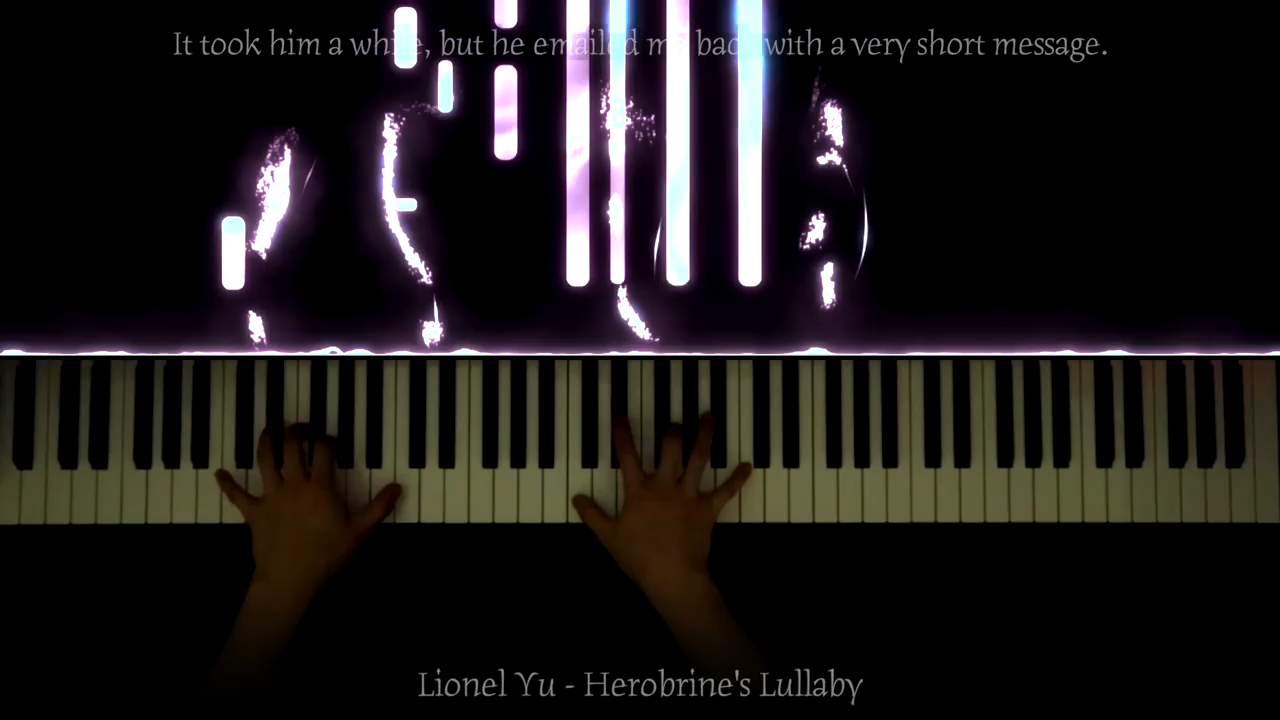 It took him a while, but he emailed me back with a very short message.
Lionel Yu - Herobrine's Lullaby